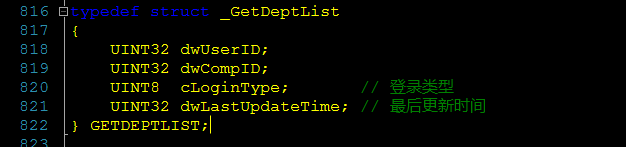 816 typedef struct _GetDeptList
817 {
818 UINT32 dwUserID;
819 UINT32 dwCompID;
820 UINT8 cLoginType; // 登录类型
821 UINT32 dwLastUpdateTime; // 最后更新时间
822 } GETDEPTLIST;
823